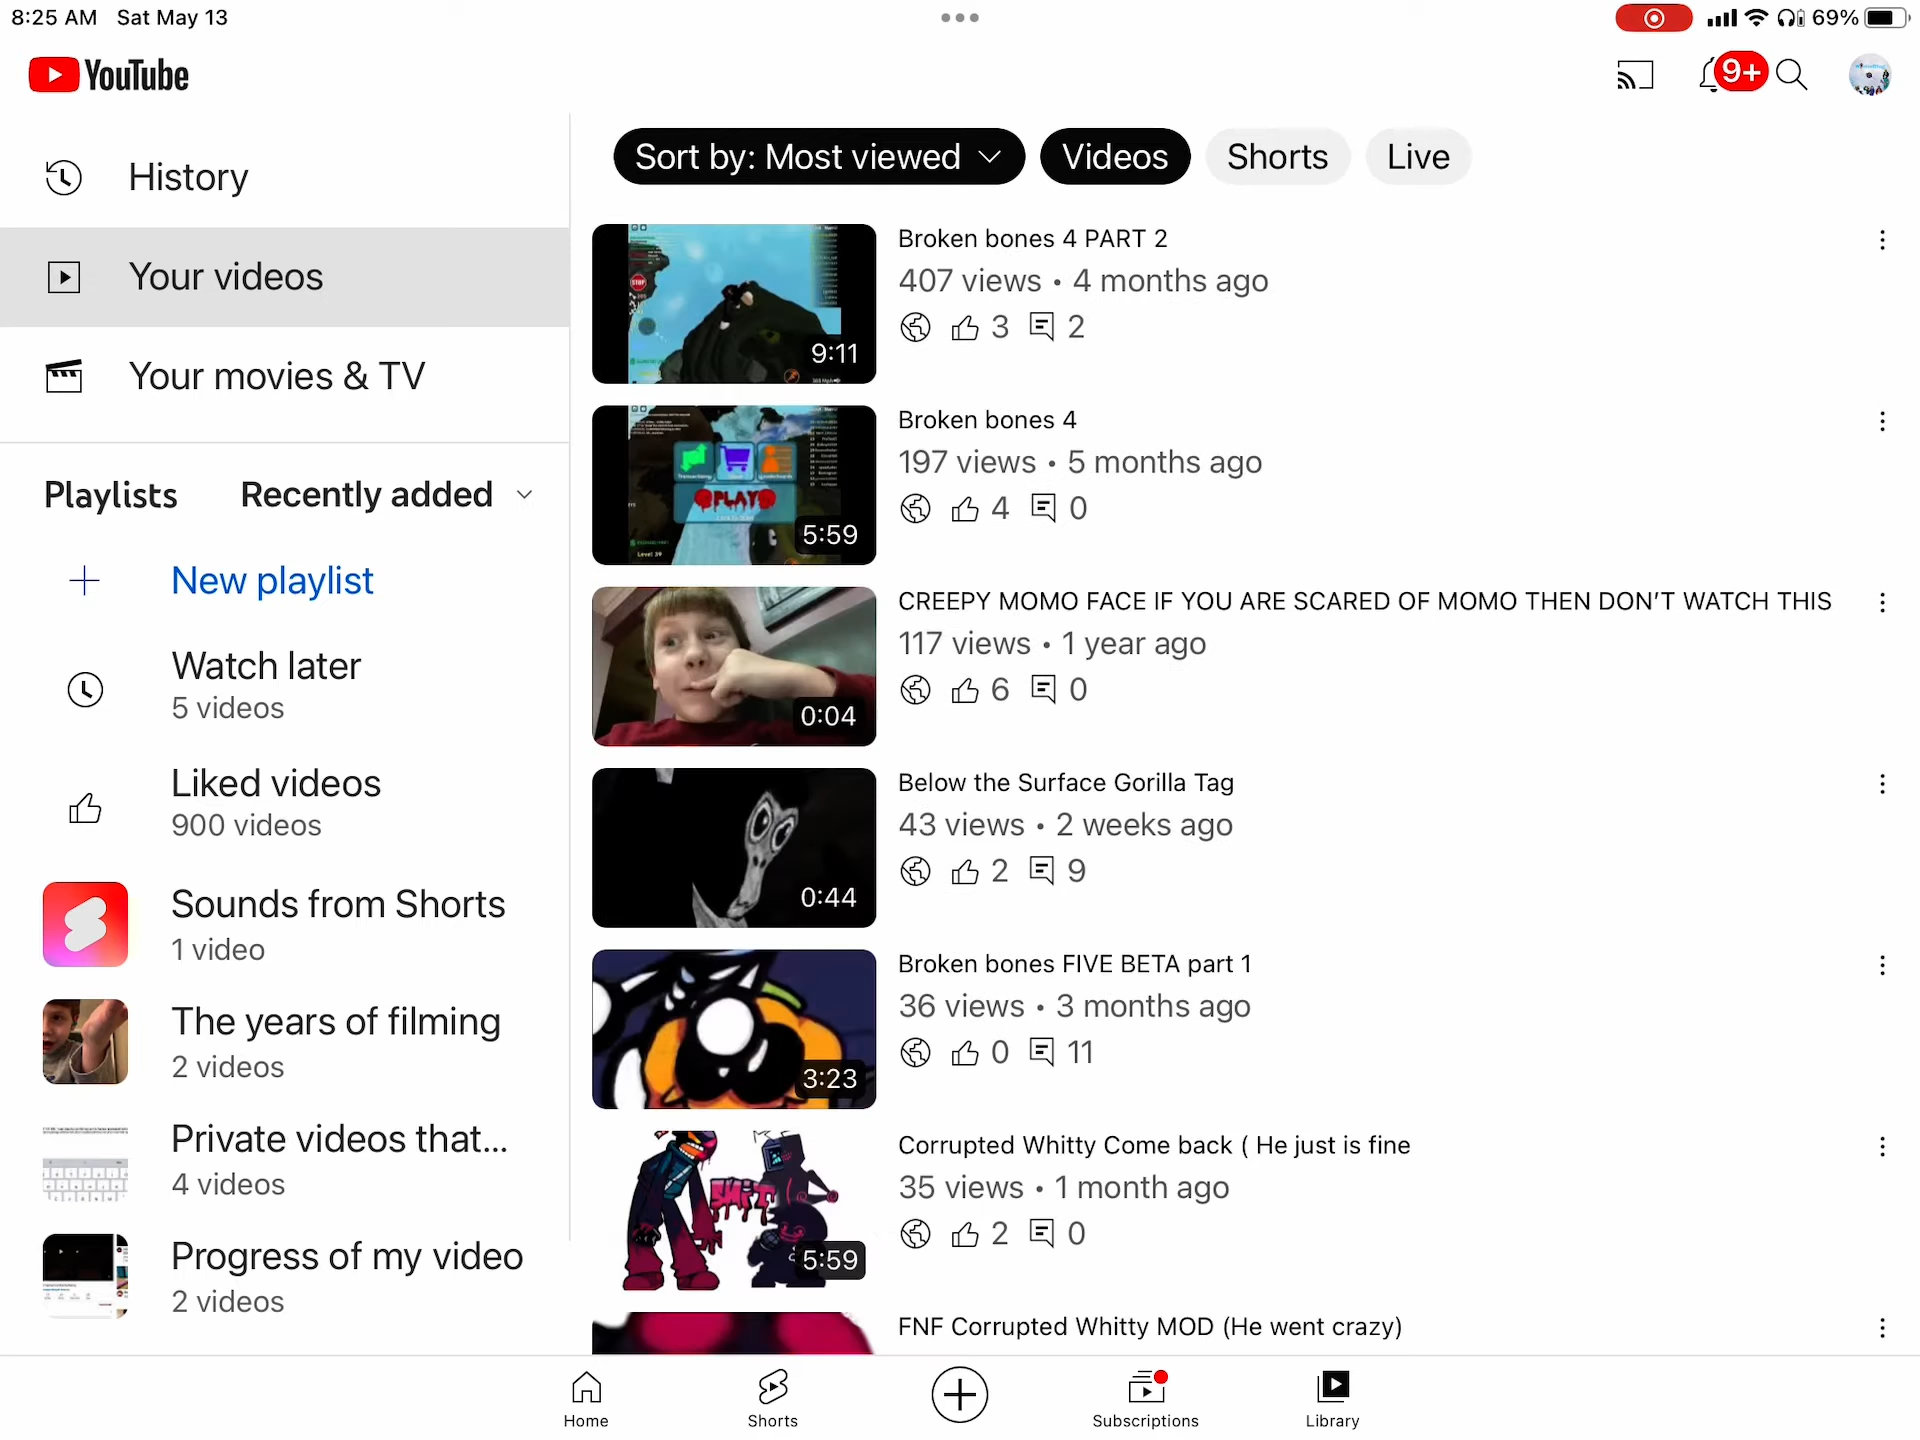 8:25 AM Sat May 13
69%
YouTube
9+
History
Your videos
Your movies & TV
Playlists
Recently added
New playlist
Watch later
5 videos
Liked videos
900 videos
Sounds from Shorts
1 video
The years of filming
2 videos
Private videos that...
4 videos
Progress of my video
2 videos
Sort by: Most viewed
Videos
Shorts
Live
STOP
9:11
Broken bones 4 PART 2
407 views • 4 months ago
3 2
PLAY
Level 39
5:59
Broken bones 4
197 views • 5 months ago
4 0
0:04
CREEPY MOMO FACE IF YOU ARE SCARED OF MOMO THEN DON’T WATCH THIS
117 views • 1 year ago
6 0
0:44
Below the Surface Gorilla Tag
43 views • 2 weeks ago
2 9
3:23
Broken bones FIVE BETA part 1
36 views • 3 months ago
0 11
5:59
Corrupted Whitty Come back ( He just is fine
35 views • 1 month ago
2 0
FNF Corrupted Whitty MOD (He went crazy)
Home
Shorts
Subscriptions
Library